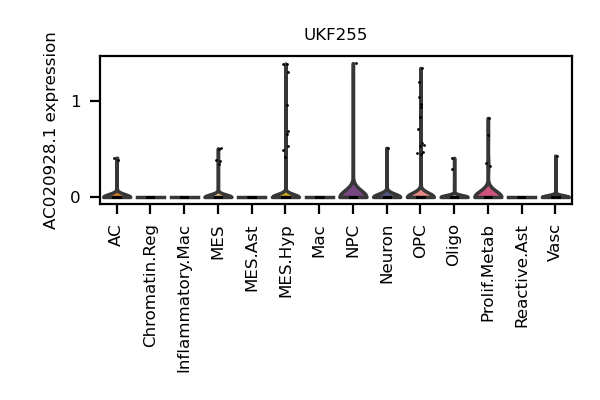 UKF255
AC020928.1 expression
1
0
AC
Chromatin.Reg
Inflammatory.Mac
MES
MES.Ast
MES.Hyp
Mac
NPC
Neuron
OPC
Oligo
Prolif.Metab
Reactive.Ast
Vasc